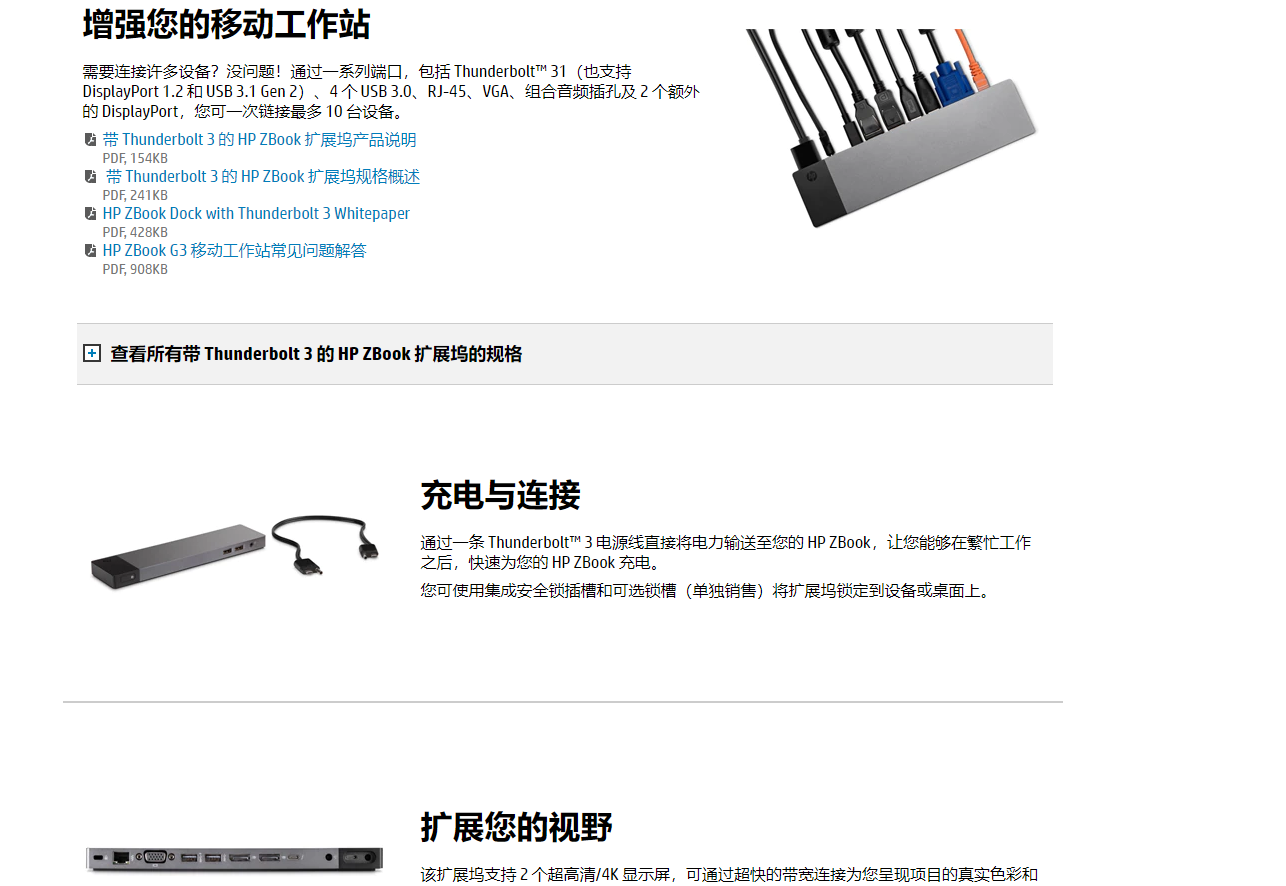 增强您的移动工作站
需要连接许多设备？没问题！通过一系列端口，包括 Thunderbolt™ 31（也支持
DisplayPort 1.2 和 USB 3.1 Gen 2）、4 个 USB 3.0、RJ-45、VGA、组合音频插孔及 2 个额外
的 DisplayPort，您可一次链接最多 10 台设备。
带 Thunderbolt 3 的 HP ZBook 扩展坞产品说明
PDF, 154KB
带 Thunderbolt 3 的 HP ZBook 扩展坞规格概述
PDF, 241KB
HP ZBook Dock with Thunderbolt 3 Whitepaper
PDF, 428KB
HP ZBook G3 移动工作站常见问题解答
PDF, 908KB
查看所有带 Thunderbolt 3 的 HP ZBook 扩展坞的规格
充电与连接
通过一条 Thunderbolt™ 3 电源线直接将电力输送至您的 HP ZBook，让您能够在繁忙工作
之后，快速为您的 HP ZBook 充电。
您可使用集成安全锁插槽和可选锁槽（单独销售）将扩展坞锁定到设备或桌面上。
扩展您的视野
该扩展坞支持 2 个超高清/4K 显示屏，可通过超快的带宽连接为您呈现项目的真实色彩和